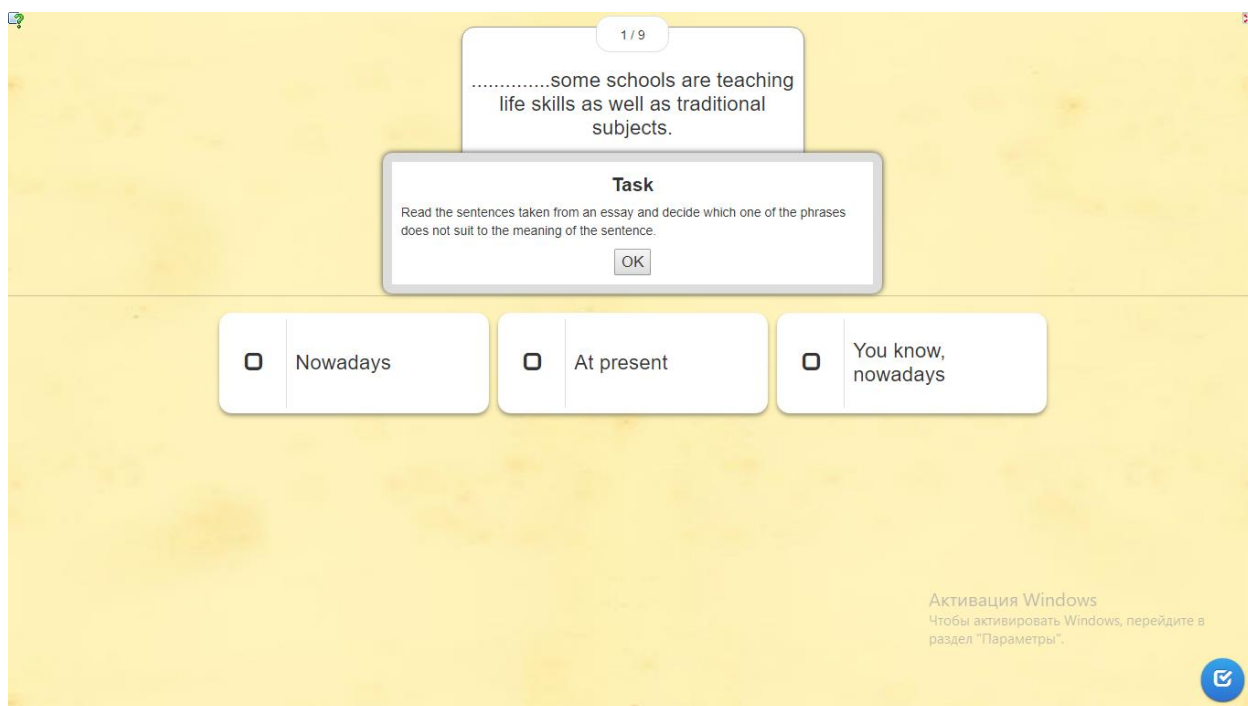 1 / 9
..............some schools are teaching
life skills as well as traditional
subjects.
Task
Read the sentences taken from an essay and decide which one of the phrases
does not suit to the meaning of the sentence.
OK
Nowadays
At present
You know,
nowadays
Активация Windows
Чтобы активировать Windows, перейдите в
раздел "Параметры".